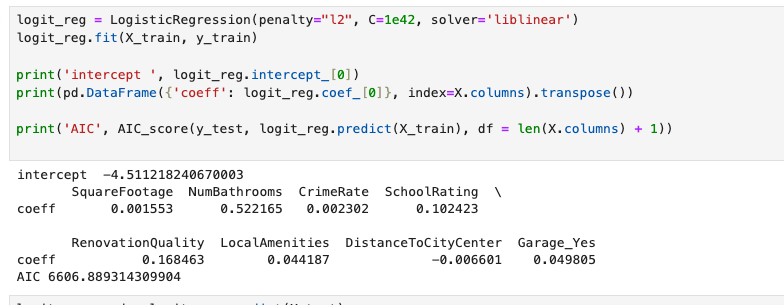 logit_reg = LogisticRegression(penalty="l2", C=1e42, solver='liblinear')
logit_reg.fit(X_train, y_train)
print('intercept ', logit_reg.intercept_[0])
print(pd.DataFrame({'coeff': logit_reg.coef_[0]}, index=X.columns).transpose())
print('AIC', AIC_score(y_test, logit_reg.predict(X_train), df = len(X.columns) + 1))
intercept  -4.511218240670003
SquareFootage  NumBathrooms  CrimeRate  SchoolRating  \
coeff  0.001553  0.522165  0.002302  0.102423
RenovationQuality  LocalAmenities  DistanceToCityCenter  Garage_Yes
coeff  0.168463  0.044187  -0.006601  0.049805
AIC 6606.889314309904